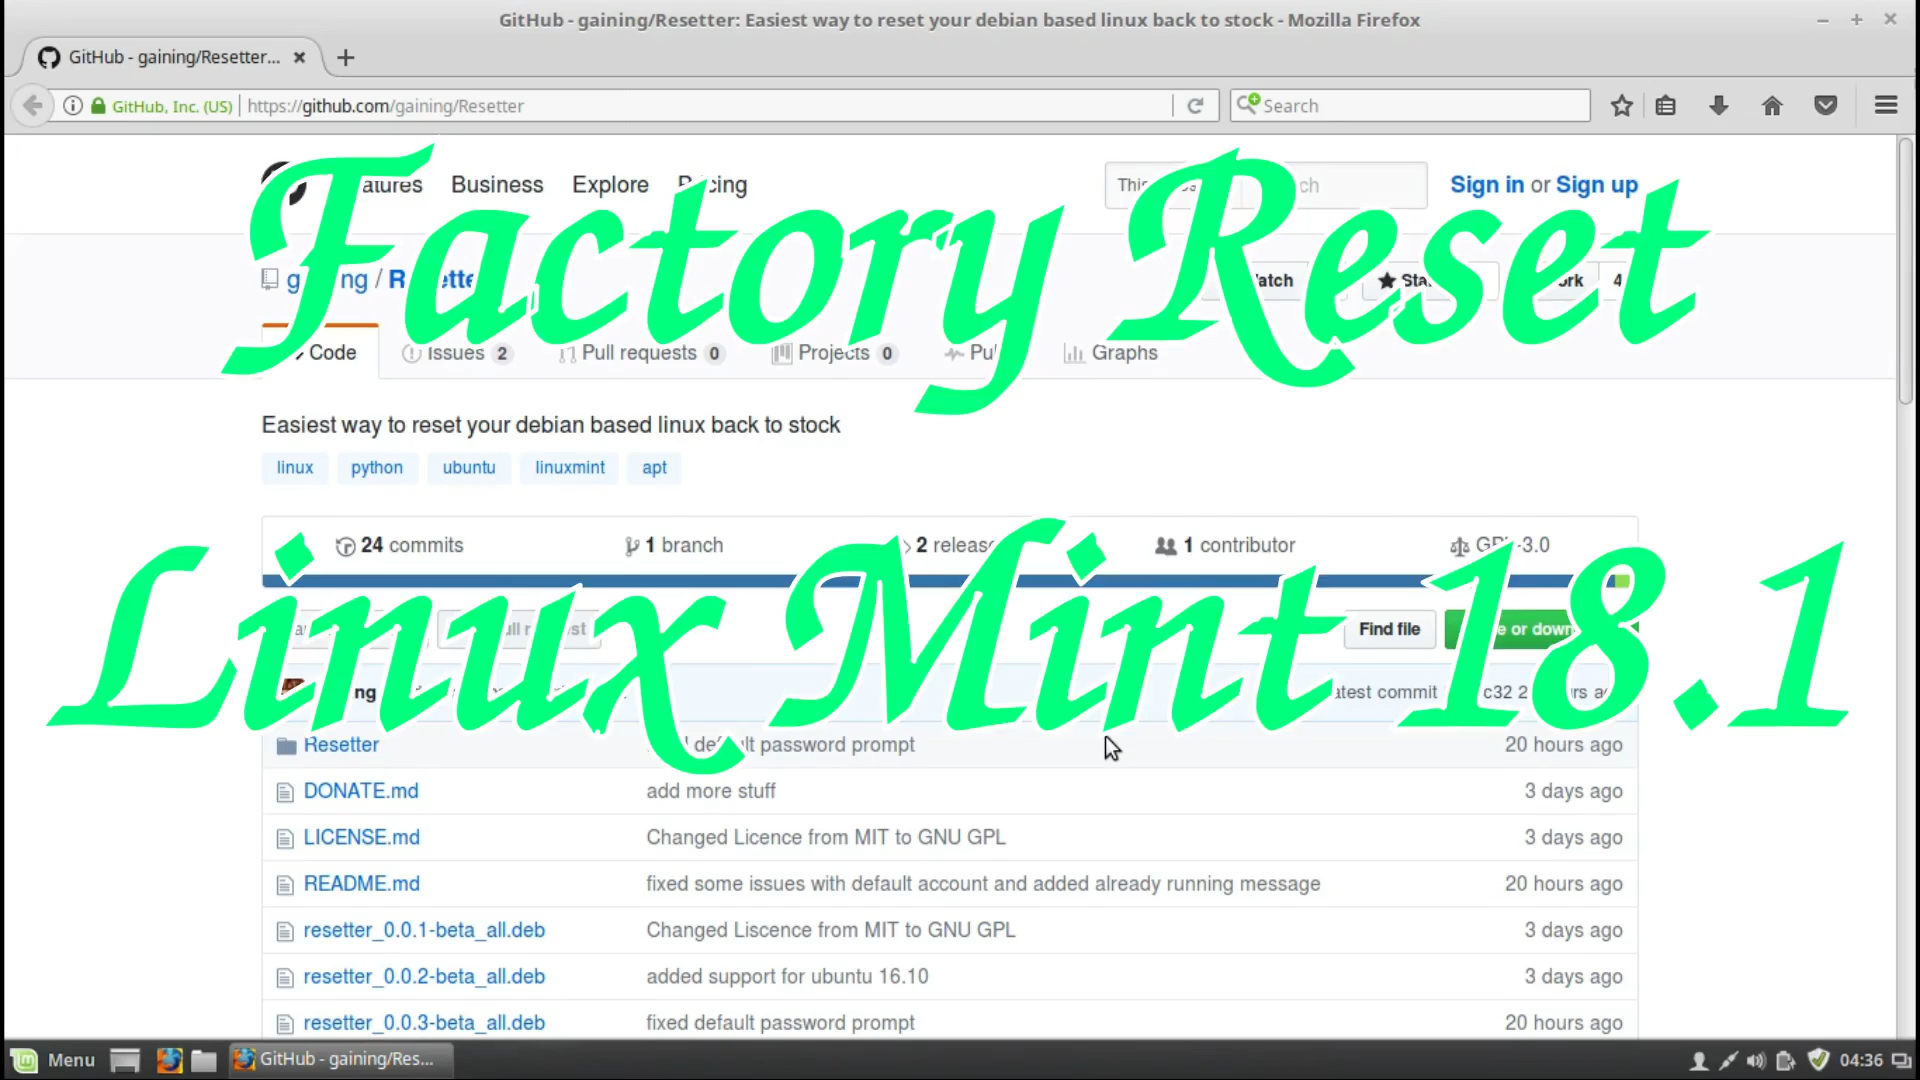 GitHub - gaining/Resetter: Easiest way to reset your debian based linux back to stock - Mozilla Firefox
GitHub - gaining/Resetter...
GitHub, Inc. (US) https://github.com/gaining/Resetter Search
Business Explore Sign in or Sign up
Factory Reset
Code Issues 2 Pull requests 0 Projects 0 Graphs
Easiest way to reset your debian based linux back to stock
linux python ubuntu linuxmint apt
24 commits 1 branch 2 1 contributor
Linux Mint 18.1
Find file
Resetter password prompt 20 hours ago
DONATE.md add more stuff 3 days ago
LICENSE.md Changed Licence from MIT to GNU GPL 3 days ago
README.md fixed some issues with default account and added already running message 20 hours ago
resetter_0.0.1-beta_all.deb Changed Liscence from MIT to GNU GPL 3 days ago
resetter_0.0.2-beta_all.deb added support for ubuntu 16.10 3 days ago
resetter_0.0.3-beta_all.deb fixed default password prompt 20 hours ago
Menu GitHub - gaining/Res... 04:36